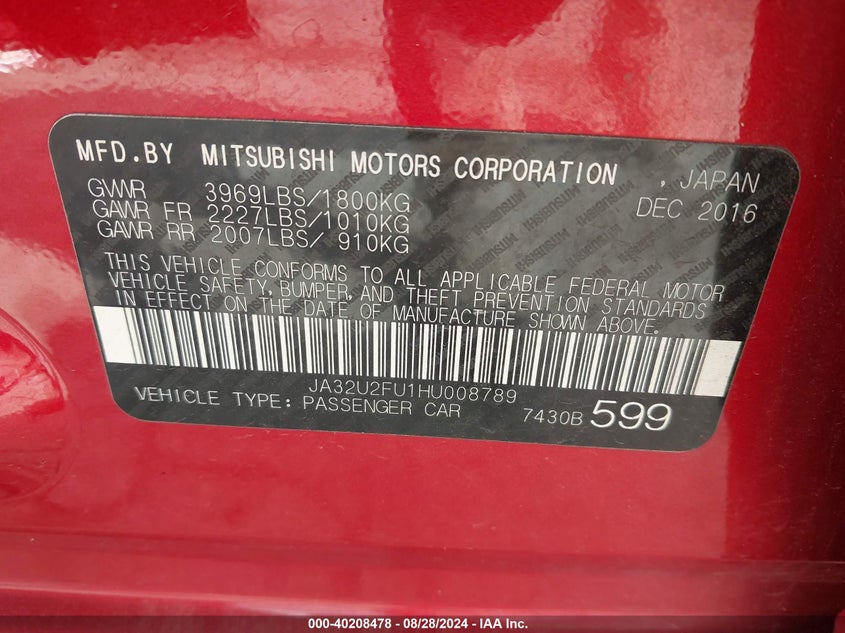 MFD.BY MITSUBISHI MOTORS CORPORATION , JAPAN
GVWR 3969LBS/1800KG DEC 2016
GAWR FR 2227LBS/1010KG
GAWR RR 2007LBS/ 910KG
THIS VEHICLE CONFORMS TO ALL APPLICABLE FEDERAL MOTOR
VEHICLE SAFETY, BUMPER, AND THEFT PREVENTION STANDARDS
IN EFFECT ON THE DATE OF MANUFACTURE SHOWN ABOVE.
JA32U2FU1HU008789
VEHICLE TYPE: PASSENGER CAR 7430B 599
000-40208478 - 08/28/2024 - IAA Inc.